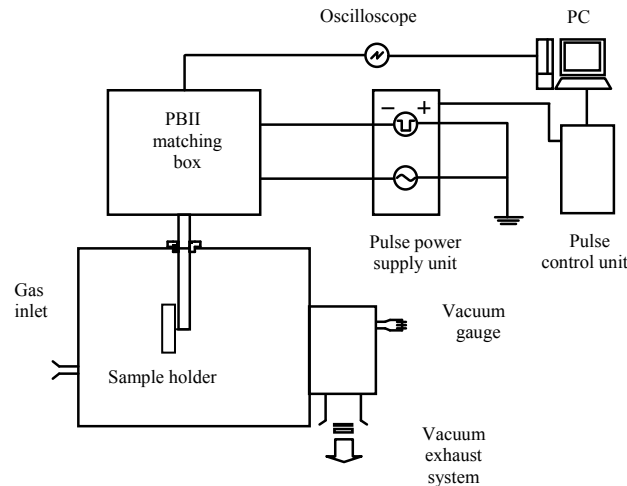 Oscilloscope
PC
PBII
matching
box
− +
Pulse power
supply unit
Pulse
control unit
Gas
inlet
Vacuum
gauge
Sample holder
Vacuum
exhaust
system